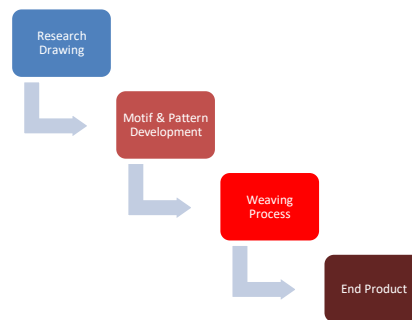 Research
Drawing
Motif & Pattern
Development
Weaving
Process
End Product